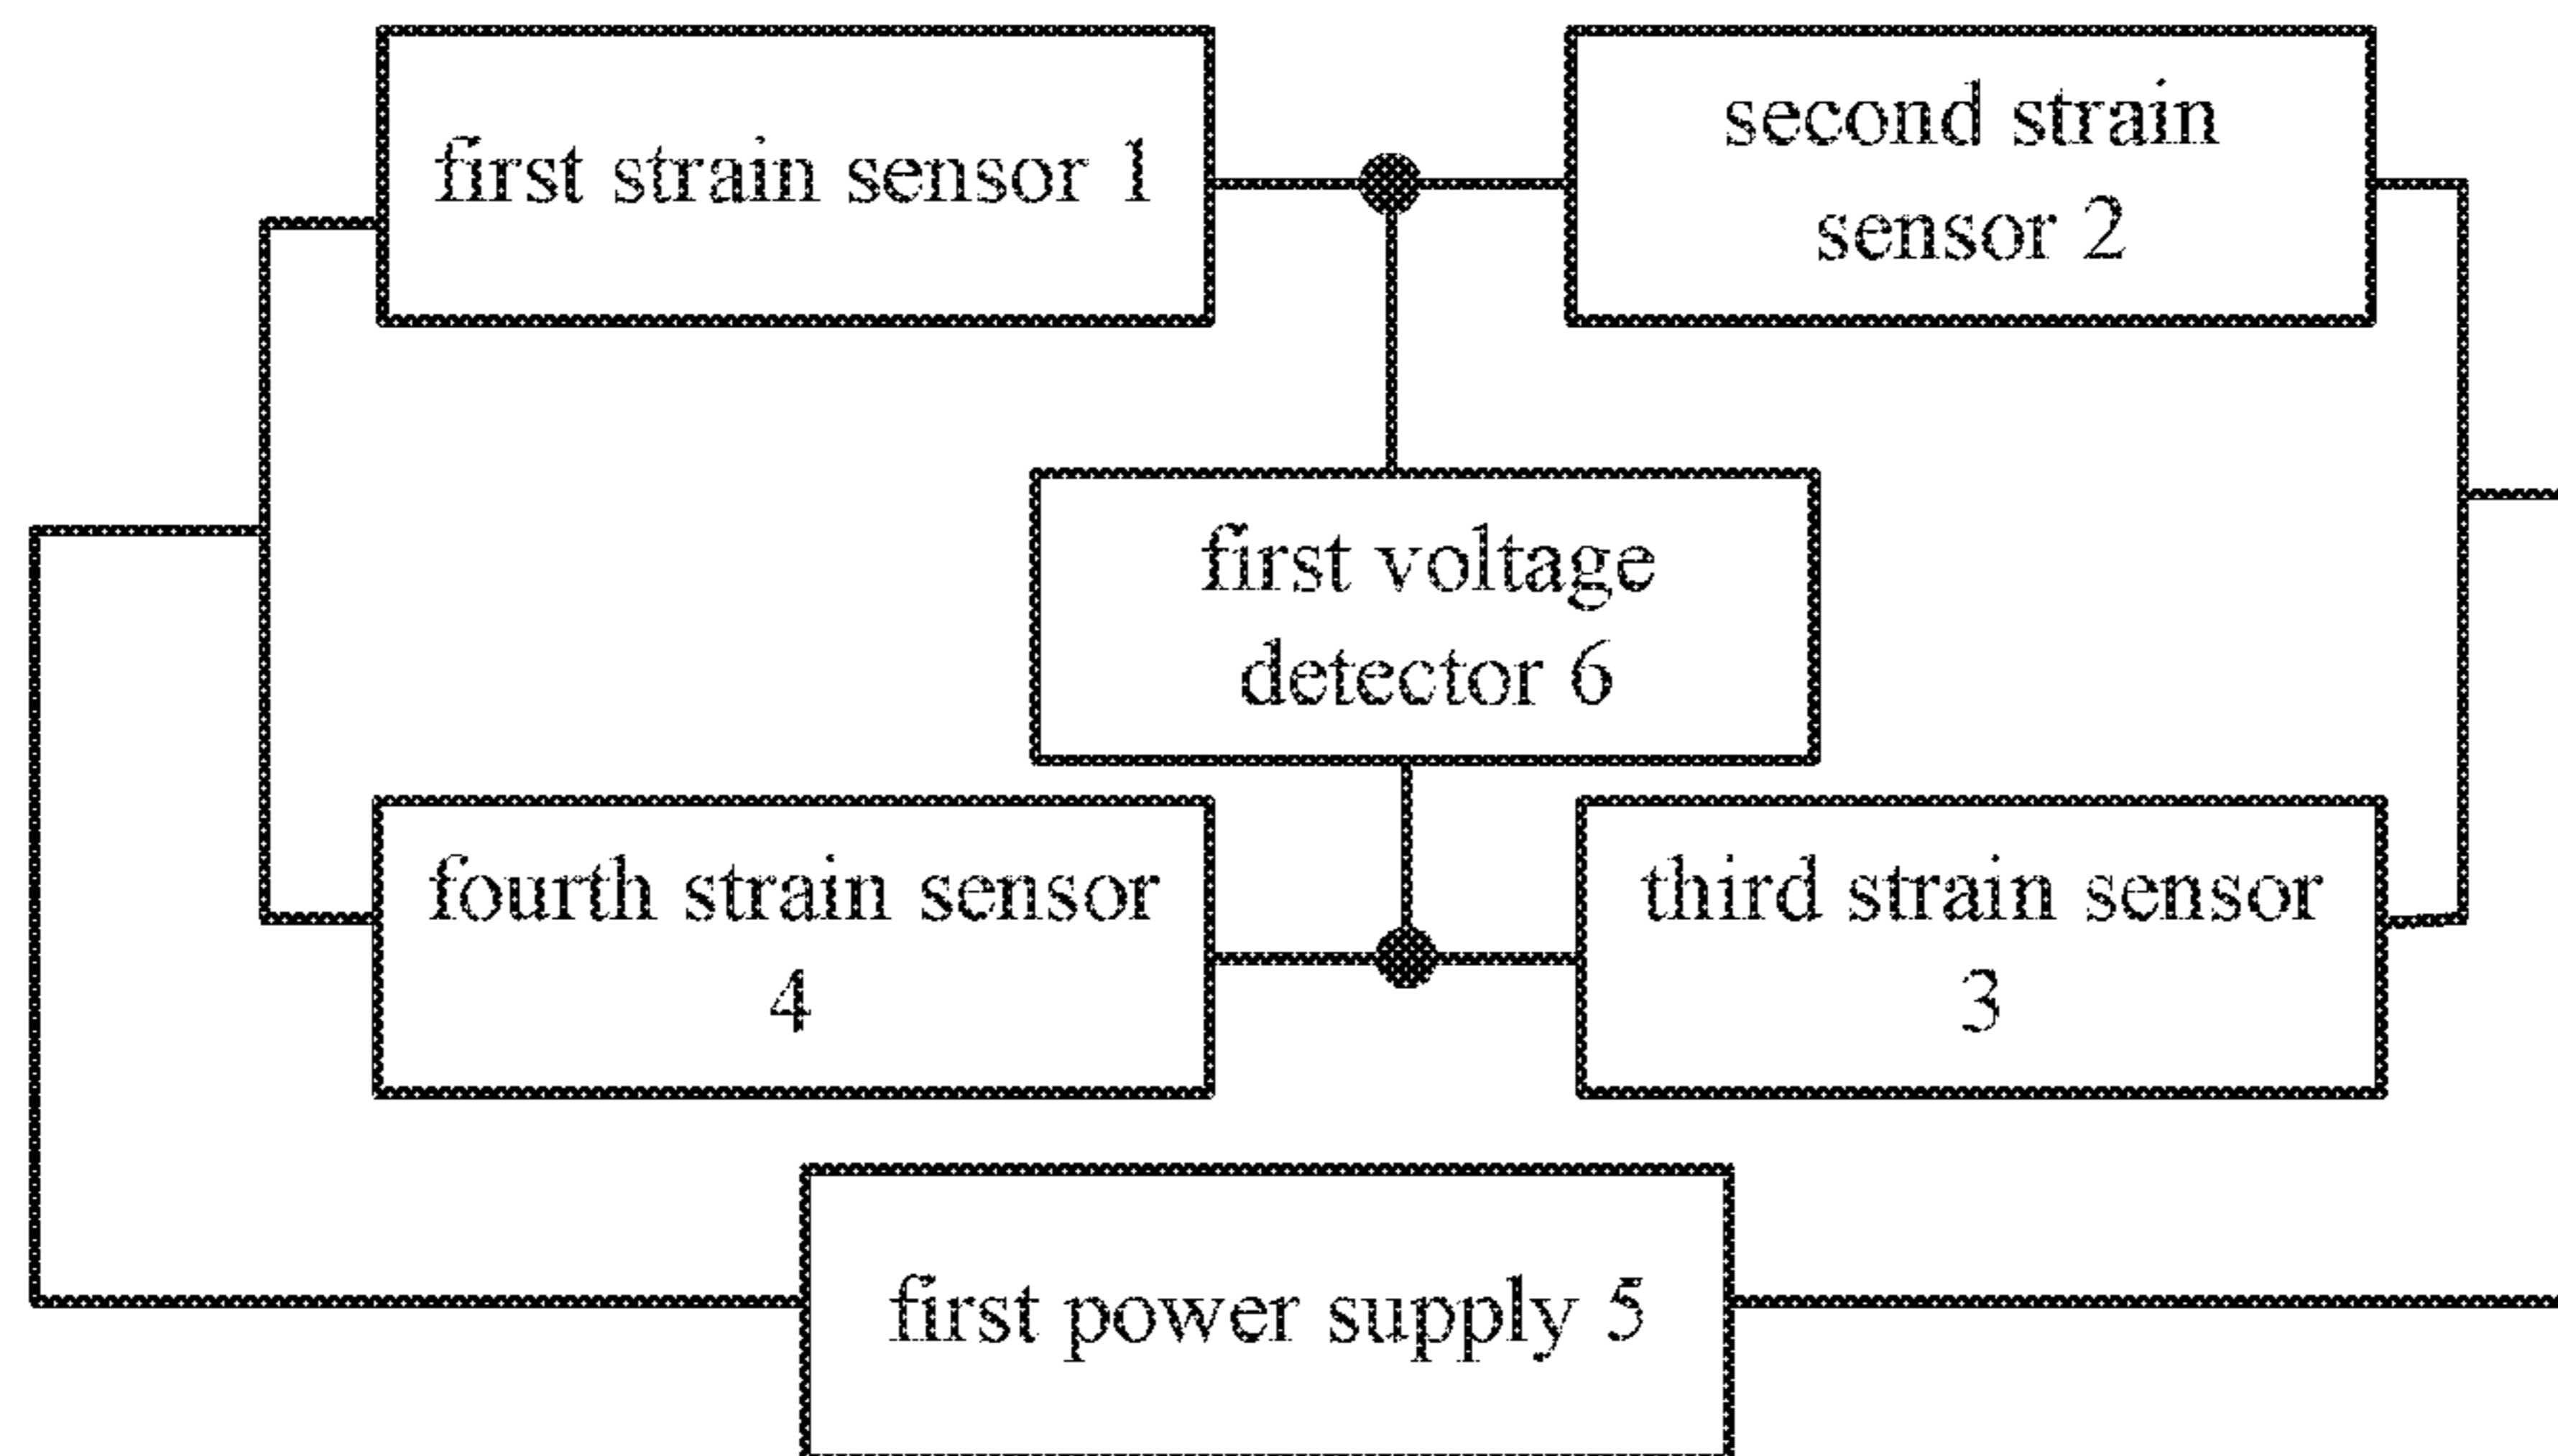 first strain sensor 1
second strain
sensor 2
first voltage
detector 6
fourth strain sensor
4
third strain sensor
3
first power supply 5